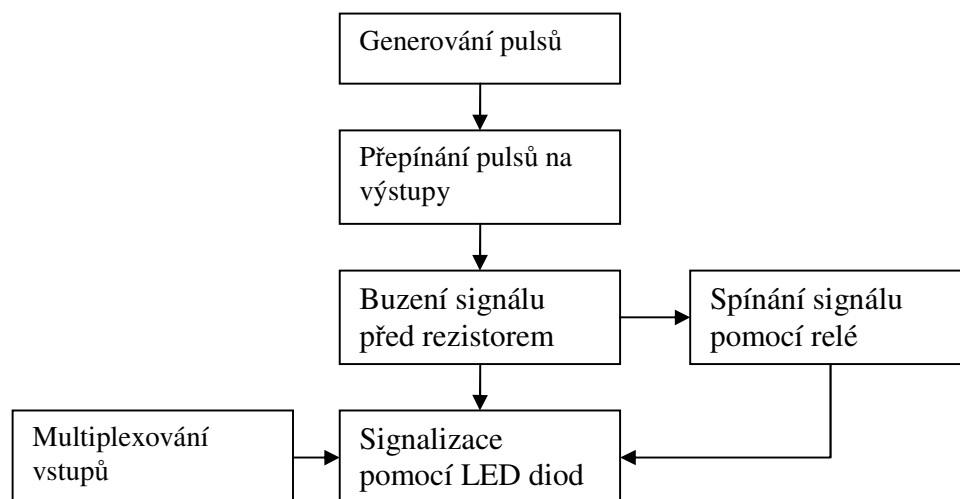 Generování pulsů
Přepínání pulsů na
výstupy
Buzení signálu
před rezistorem
Spínání signálu
pomocí relé
Multiplexování
vstupů
Signalizace
pomocí LED diod